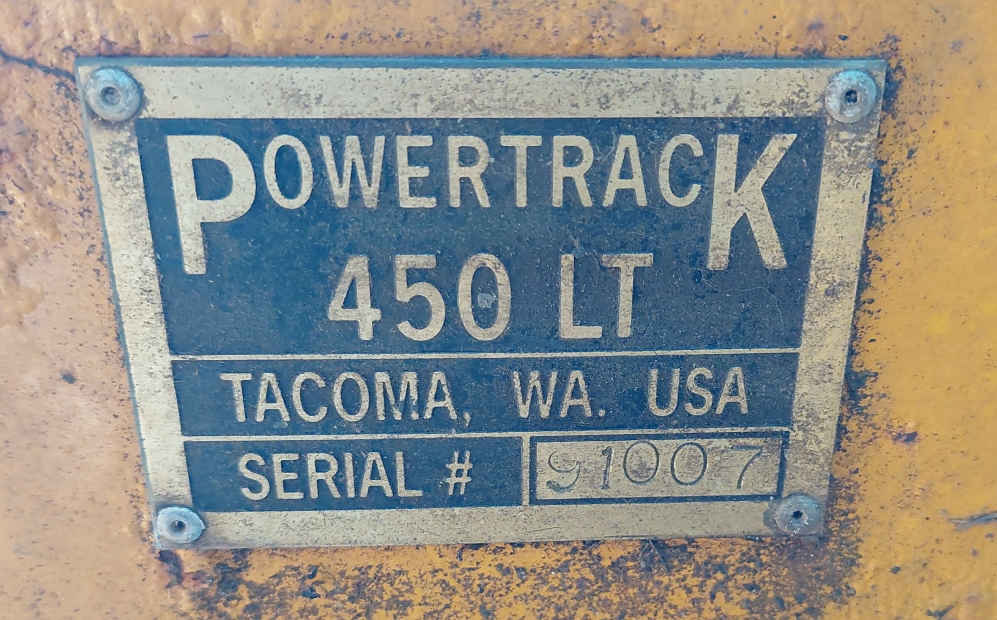 POWERTRACK
450 LT
TACOMA, WA. USA
SERIAL # 91007